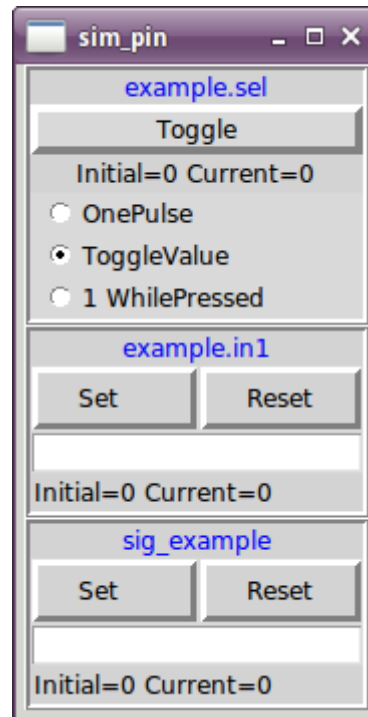 sim_pin
example.sel
Toggle
Initial=0 Current=0
OnePulse
ToggleValue
1 WhilePressed
example.in1
Set Reset
Initial=0 Current=0
sig_example
Set Reset
Initial=0 Current=0